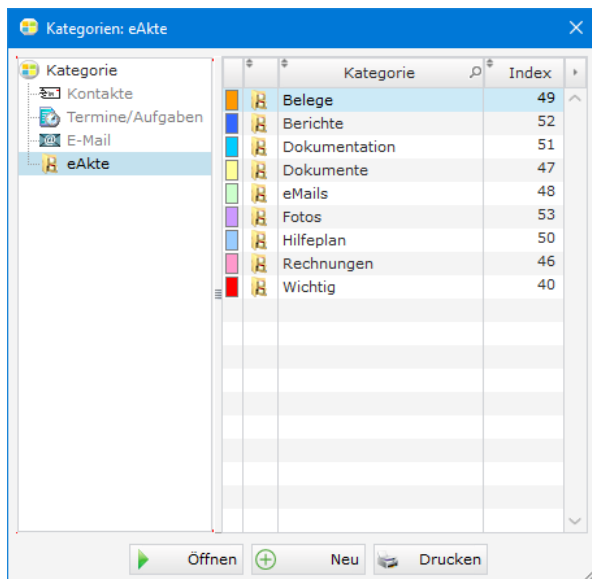 Kategorien: eAkte
Kategorie
Kontakte
Termine/Aufgaben
E-Mail
eAkte
Kategorie Index
Belege 49
Berichte 52
Dokumentation 51
Dokumente 47
eMails 48
Fotos 53
Hilfeplan 50
Rechnungen 46
Wichtig 40
Öffnen Neu Drucken